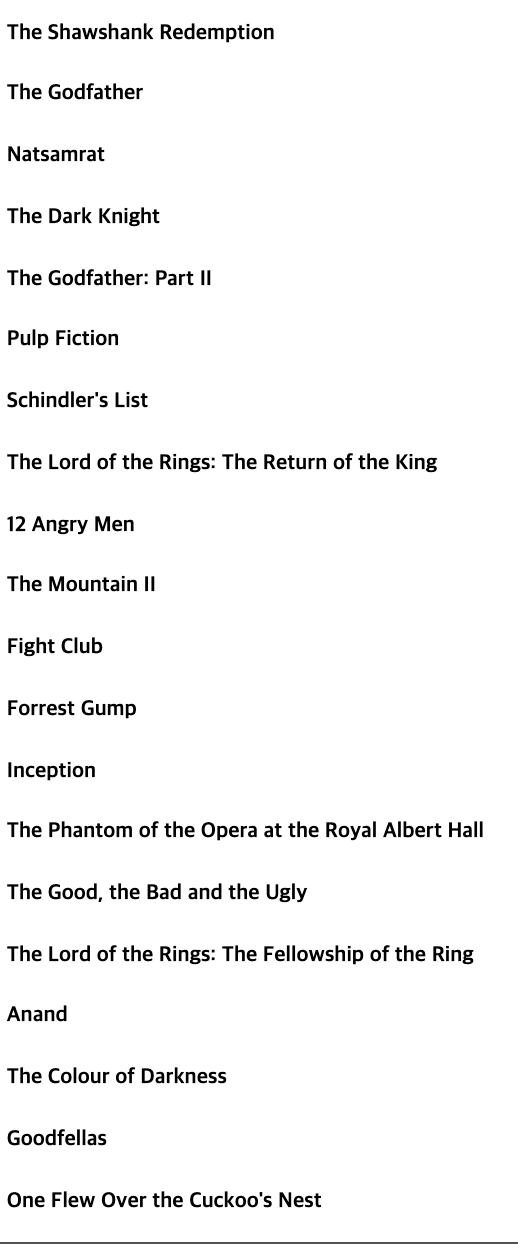 The Shawshank Redemption
The Godfather
Natsamrat
The Dark Knight
The Godfather: Part II
Pulp Fiction
Schindler's List
The Lord of the Rings: The Return of the King
12 Angry Men
The Mountain II
Fight Club
Forrest Gump
Inception
The Phantom of the Opera at the Royal Albert Hall
The Good, the Bad and the Ugly
The Lord of the Rings: The Fellowship of the Ring
Anand
The Colour of Darkness
Goodfellas
One Flew Over the Cuckoo's Nest